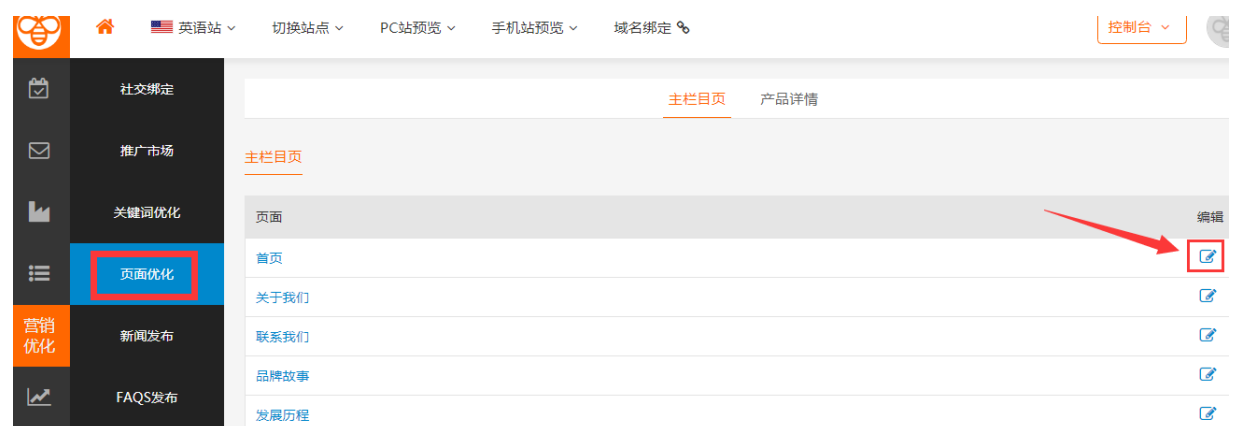 英语站 切换站点 PC站预览 手机站预览 域名绑定 控制台
社交绑定
推广市场
关键词优化
页面优化
营销
优化
新闻发布
FAQS发布
主栏目页 产品详情
主栏目页
页面 编辑
首页
关于我们
联系我们
品牌故事
发展历程